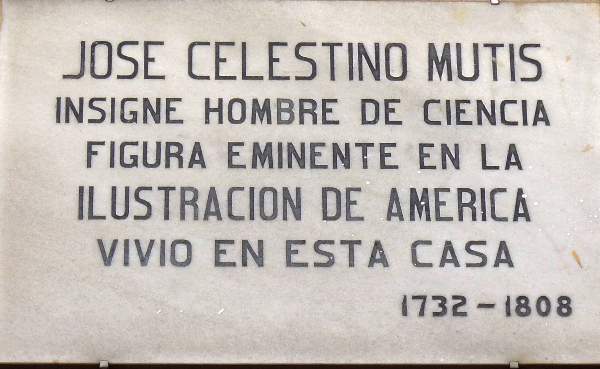 JOSE CELESTINO MUTIS
INSIGNE HOMBRE DE CIENCIA
FIGURA EMINENTE EN LA
ILUSTRACION DE AMERICA
VIVIO EN ESTA CASA
1732-1808